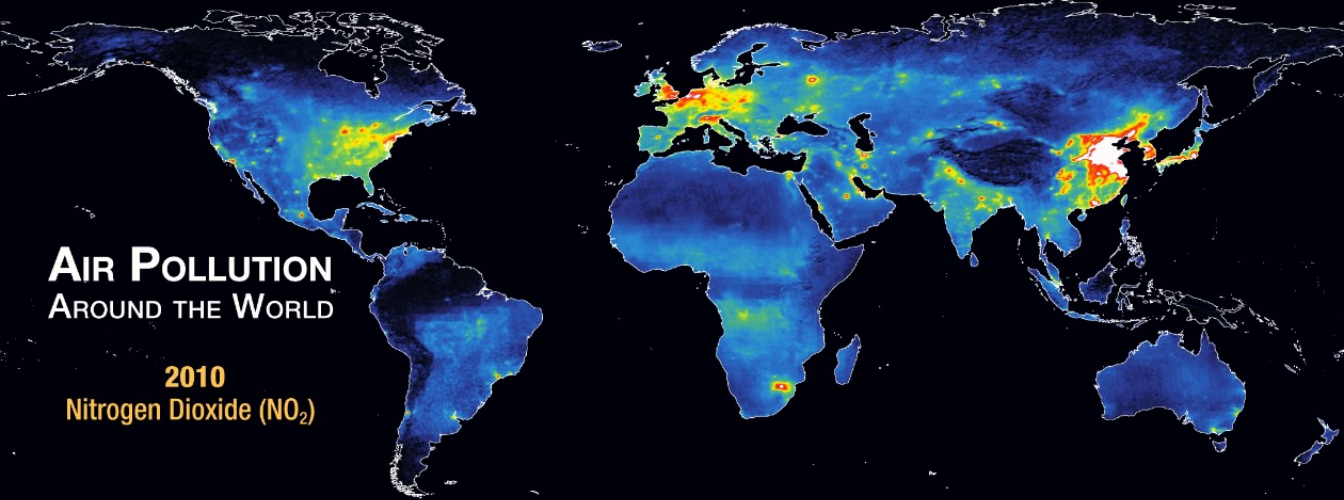 Air Pollution
Around the World
2010
Nitrogen Dioxide (NO₂)